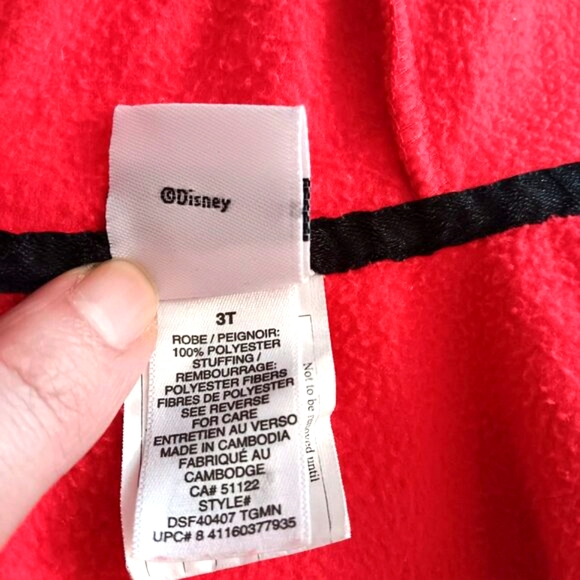 ©Disney
3T
ROBE / PEIGNOIR:
100% POLYESTER
STUFFING /
REMBOURRAGE:
POLYESTER FIBERS
FIBRES DE POLYESTER
SEE REVERSE
FOR CARE
ENTRETIEN AU VERSO
MADE IN CAMBODIA
FABRIQUÉ AU
CAMBODGE
CA# 51122
STYLE#
DSF40407 TGMN
UPC# 8 41160377935
Not to be until